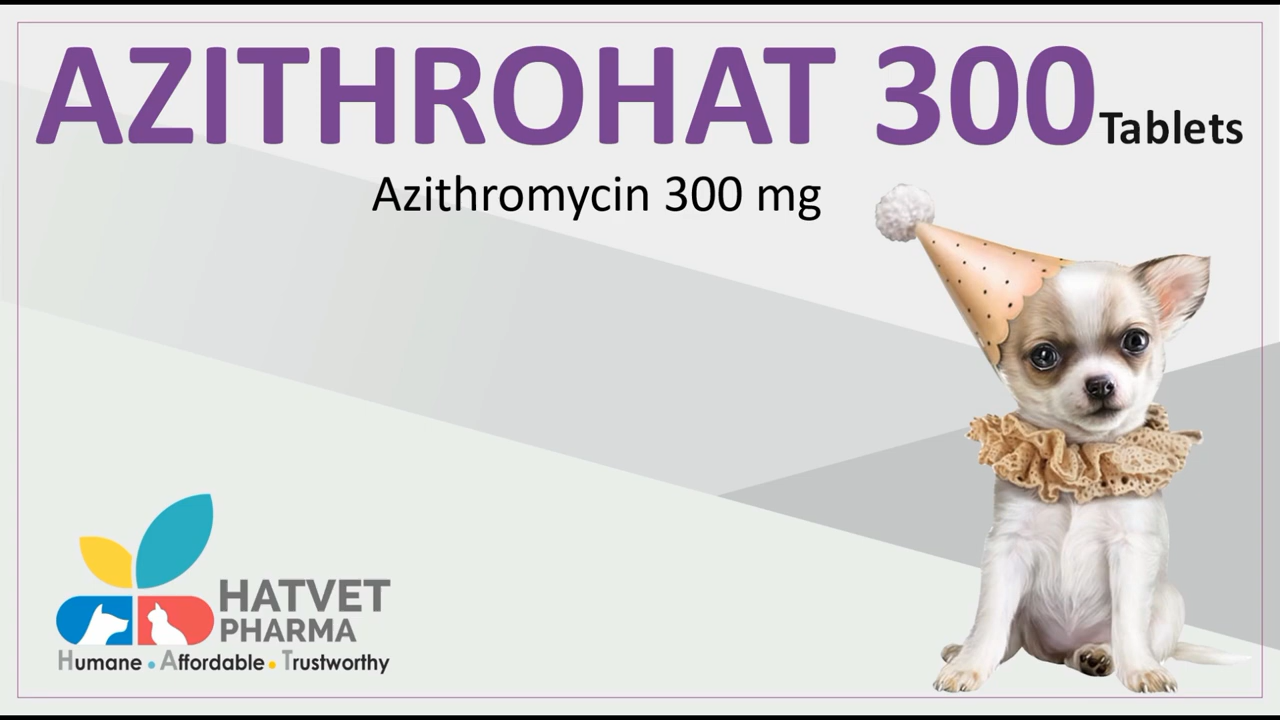 AZITHROHAT 300 Tablets
Azithromycin 300 mg
HATVET
PHARMA
Humane • Affordable • Trustworthy